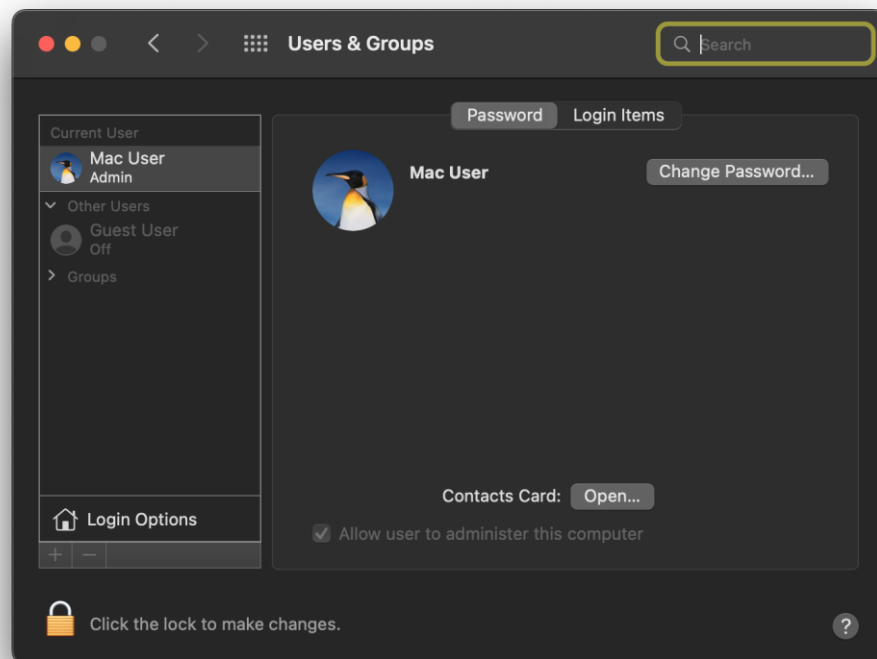 Users & Groups
Search
Password
Login Items
Current User
Mac User
Admin
Other Users
Guest User
Off
Groups
Login Options
Mac User
Change Password...
Contacts Card:
Open...
Allow user to administer this computer
Click the lock to make changes.
?